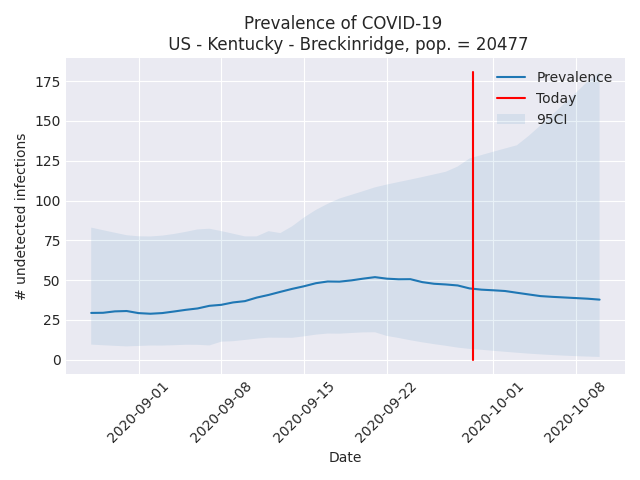 Prevalence of COVID-19
US - Kentucky - Breckinridge, pop. = 20477
175
150
125
100
75
50
25
0
# undetected infections
Prevalence
Today
95CI
2020-09-01
2020-09-08
2020-09-15
2020-09-22
2020-10-01
2020-10-08
Date